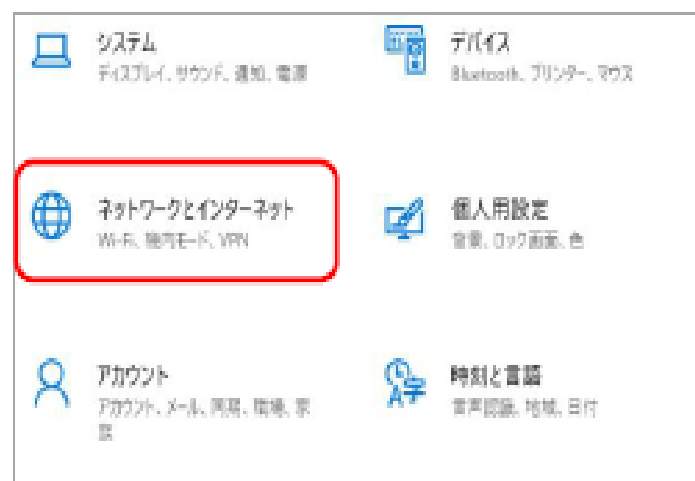 システム
ディスプレイ、サウンド、通知、電源
デバイス
Bluetooth、プリンター、マウス
ネットワークとインターネット
Wi-Fi、機内モード、VPN
個人用設定
背景、ロック画面、色
アカウント
アカウント、メール、同期、職場、家
族
時刻と言語
音声認識、地域、日付